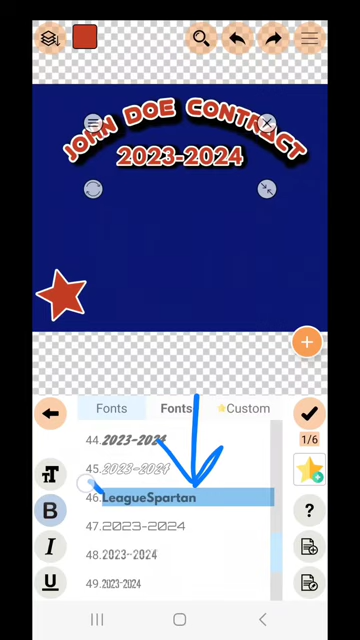 JOHN DOE CONTRACT
2023-2024
Fonts Fonts Custom
1/6
44. 2023-2024
45. 2023-2024
46. LeagueSpartan
47. 2023-2024
48. 2023-2024
49. 2023-2024
B
I
U
?